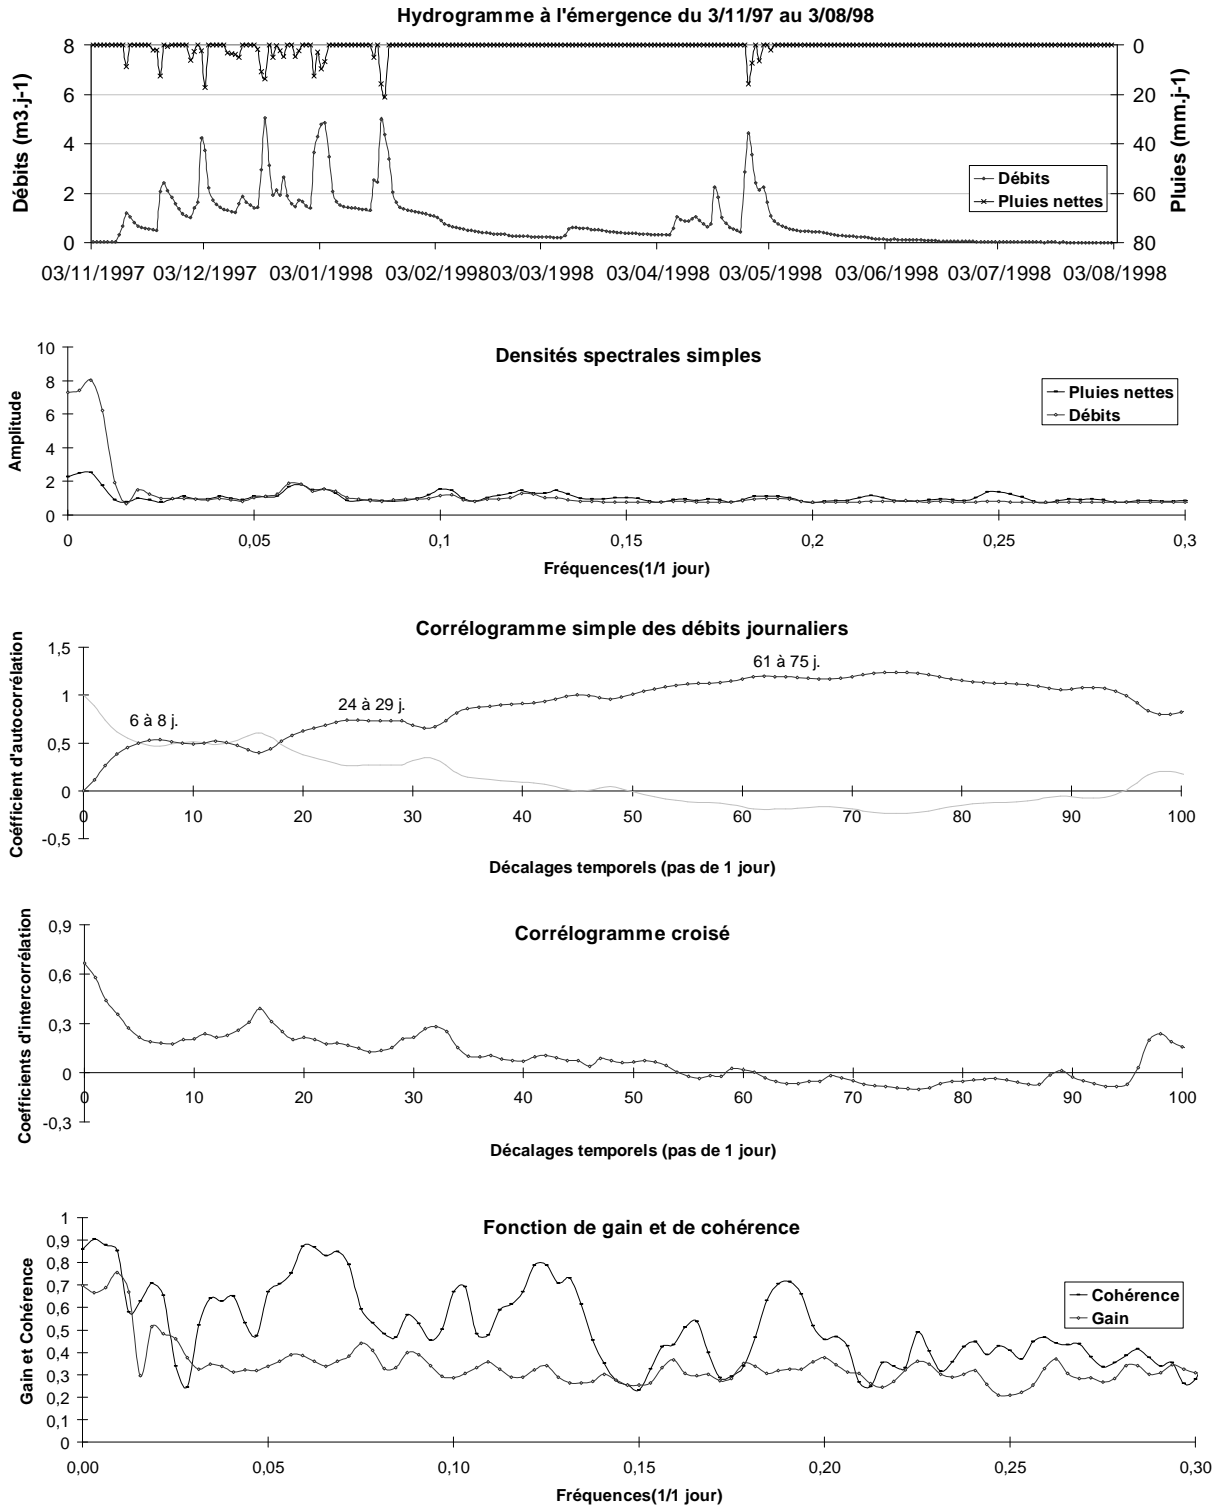 Hydrogramme à l'émergence du 3/11/97 au 3/08/98
Débits (m3.j-1)
8
6
4
2
0
0
20
40
60
80
Pluies (mm.j-1)
Débits
Pluies nettes
03/11/1997 03/12/1997 03/01/1998 03/02/1998 03/03/1998 03/04/1998 03/05/1998 03/06/1998 03/07/1998 03/08/1998
Densités spectrales simples
Amplitude
10
8
6
4
2
0
Pluies nettes
Débits
0 0,05 0,1 0,15 0,2 0,25 0,3
Fréquences(1/1 jour)
Corrélogramme simple des débits journaliers
Coéfficient d'autocorrélation
1,5
1
0,5
0
-0,5
6 à 8 j.
24 à 29 j.
61 à 75 j.
0 10 20 30 40 50 60 70 80 90 100
Décalages temporels (pas de 1 jour)
Corrélogramme croisé
Coefficients d'intercorrélation
0,9
0,6
0,3
0
-0,3
0 10 20 30 40 50 60 70 80 90 100
Décalages temporels (pas de 1 jour)
Fonction de gain et de cohérence
Gain et Cohérence
1
0,9
0,8
0,7
0,6
0,5
0,4
0,3
0,2
0,1
0
Cohérence
Gain
0,00 0,05 0,10 0,15 0,20 0,25 0,30
Fréquences(1/1 jour)